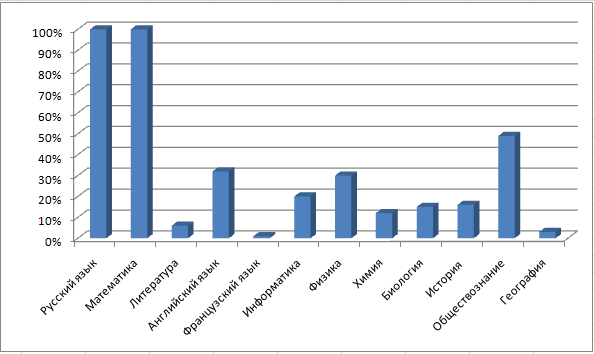 100%
90%
80%
70%
60%
50%
40%
30%
20%
10%
0%
Русский язык
Математика
Литература
Английский язык
Французский язык
Информатика
Физика
Химия
Биология
История
Обществознание
География